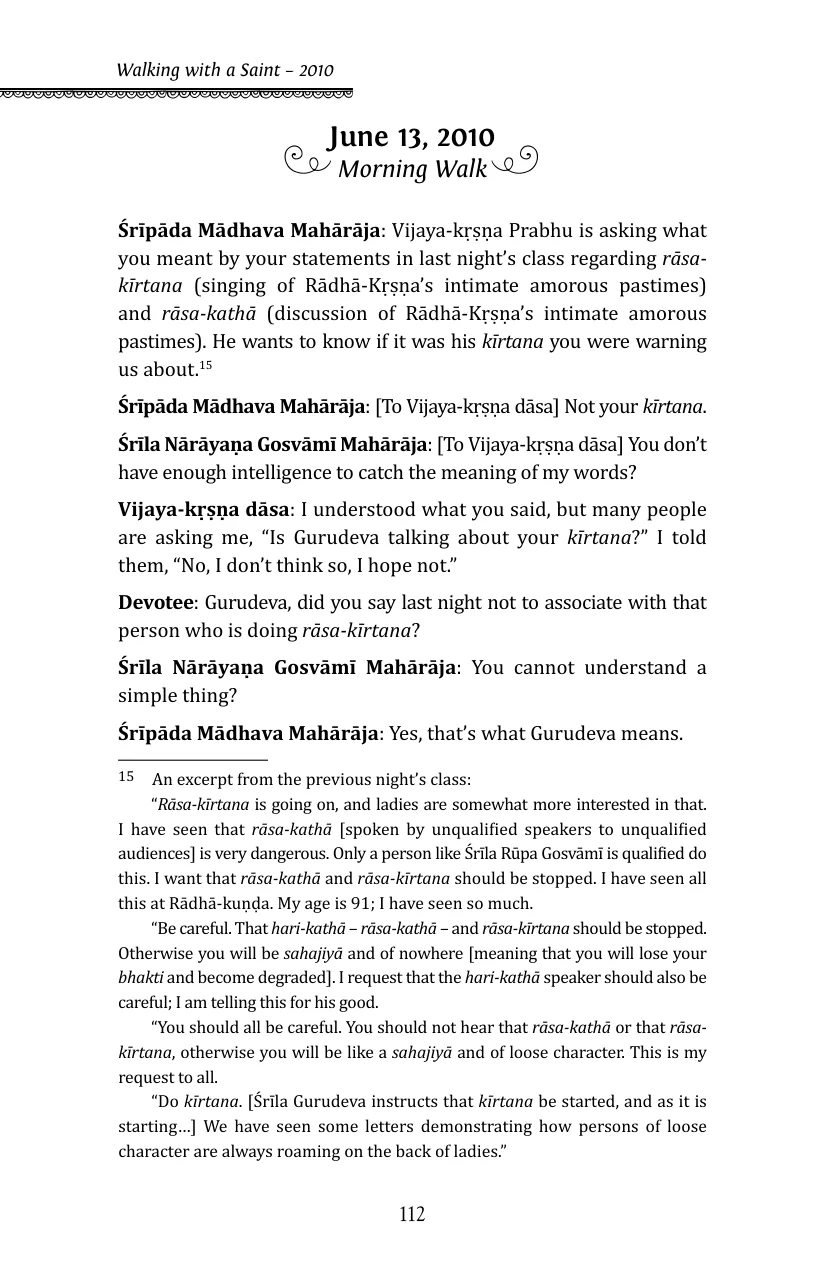 Walking with a Saint – 2010
June 13, 2010
Morning Walk
Śrīpāda Mādhava Mahārāja: Vijaya-kṛṣṇa Prabhu is asking what
you meant by your statements in last night’s class regarding rāsa-
kīrtana (singing of Rādhā-Kṛṣṇa’s intimate amorous pastimes)
and rāsa-kathā (discussion of Rādhā-Kṛṣṇa’s intimate amorous
pastimes). He wants to know if it was his kīrtana you were warning
us about.15
Śrīpāda Mādhava Mahārāja: [To Vijaya-kṛṣṇa dāsa] Not your kīrtana.
Śrīla Nārāyaṇa Gosvāmī Mahārāja: [To Vijaya-kṛṣṇa dāsa] You don’t
have enough intelligence to catch the meaning of my words?
Vijaya-kṛṣṇa dāsa: I understood what you said, but many people
are asking me, “Is Gurudeva talking about your kīrtana?” I told
them, “No, I don’t think so, I hope not.”
Devotee: Gurudeva, did you say last night not to associate with that
person who is doing rāsa-kīrtana?
Śrīla Nārāyaṇa Gosvāmī Mahārāja: You cannot understand a
simple thing?
Śrīpāda Mādhava Mahārāja: Yes, that’s what Gurudeva means.
15 An excerpt from the previous night’s class:
“Rāsa-kīrtana is going on, and ladies are somewhat more interested in that.
I have seen that rāsa-kathā [spoken by unqualified speakers to unqualified
audiences] is very dangerous. Only a person like Śrīla Rūpa Gosvāmī is qualified do
this. I want that rāsa-kathā and rāsa-kīrtana should be stopped. I have seen all
this at Rādhā-kuṇḍa. My age is 91; I have seen so much.
“Be careful. That hari-kathā – rāsa-kathā – and rāsa-kīrtana should be stopped.
Otherwise you will be sahajiyā and of nowhere [meaning that you will lose your
bhakti and become degraded]. I request that the hari-kathā speaker should also be
careful; I am telling this for his good.
“You should all be careful. You should not hear that rāsa-kathā or that rāsa-
kīrtana, otherwise you will be like a sahajiyā and of loose character. This is my
request to all.
“Do kīrtana. [Śrīla Gurudeva instructs that kīrtana be started, and as it is
starting…] We have seen some letters demonstrating how persons of loose
character are always roaming on the back of ladies.”
112